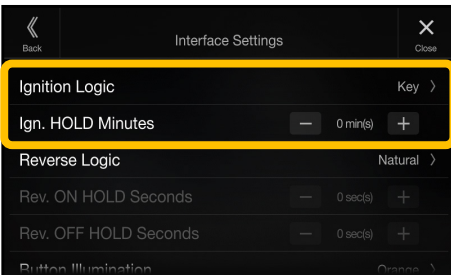 Interface Settings
Back
Close
Ignition Logic Key
Ign. HOLD Minutes — 0 min(s) +
Reverse Logic Natural
Rev. ON HOLD Seconds — 0 sec(s) +
Rev. OFF HOLD Seconds — 0 sec(s) +
Button Illumination Orange